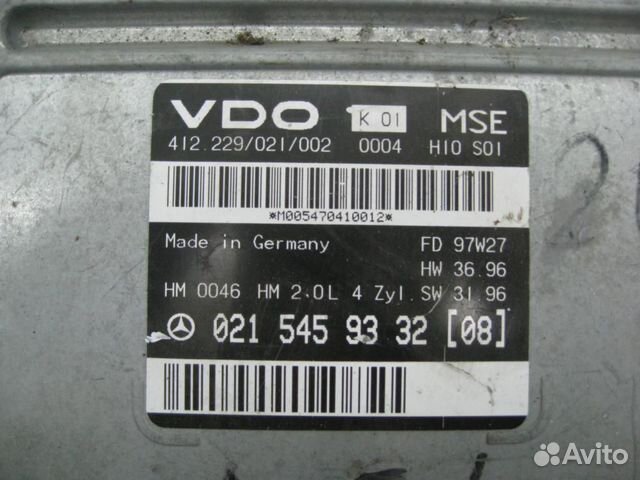 VDO K 01 MSE
412.229/021/002 0004 H10 S01
*M005470410012*
Made in Germany FD 97W27
HW 36.96
HM 0046 HM 2.0L 4 Zyl. SW 31.96
021 545 93 32 [08]
Avito